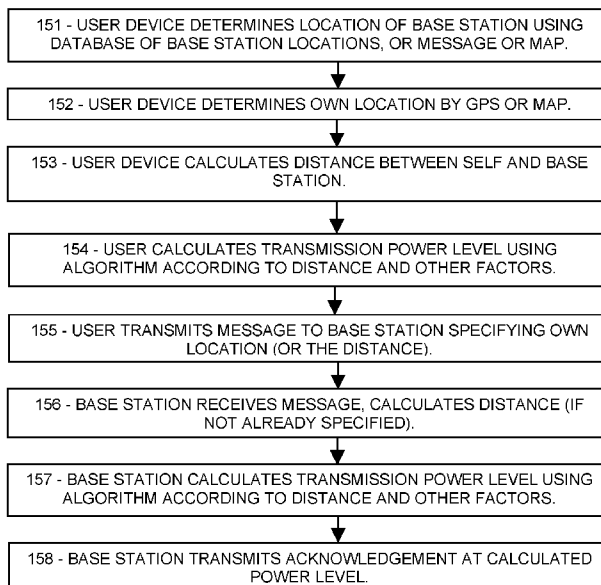 151 - USER DEVICE DETERMINES LOCATION OF BASE STATION USING
DATABASE OF BASE STATION LOCATIONS, OR MESSAGE OR MAP.
152 - USER DEVICE DETERMINES OWN LOCATION BY GPS OR MAP.
153 - USER DEVICE CALCULATES DISTANCE BETWEEN SELF AND BASE
STATION.
154 - USER CALCULATES TRANSMISSION POWER LEVEL USING
ALGORITHM ACCORDING TO DISTANCE AND OTHER FACTORS.
155 - USER TRANSMITS MESSAGE TO BASE STATION SPECIFYING OWN
LOCATION (OR THE DISTANCE).
156 - BASE STATION RECEIVES MESSAGE, CALCULATES DISTANCE (IF
NOT ALREADY SPECIFIED).
157 - BASE STATION CALCULATES TRANSMISSION POWER LEVEL USING
ALGORITHM ACCORDING TO DISTANCE AND OTHER FACTORS.
158 - BASE STATION TRANSMITS ACKNOWLEDGEMENT AT CALCULATED
POWER LEVEL.